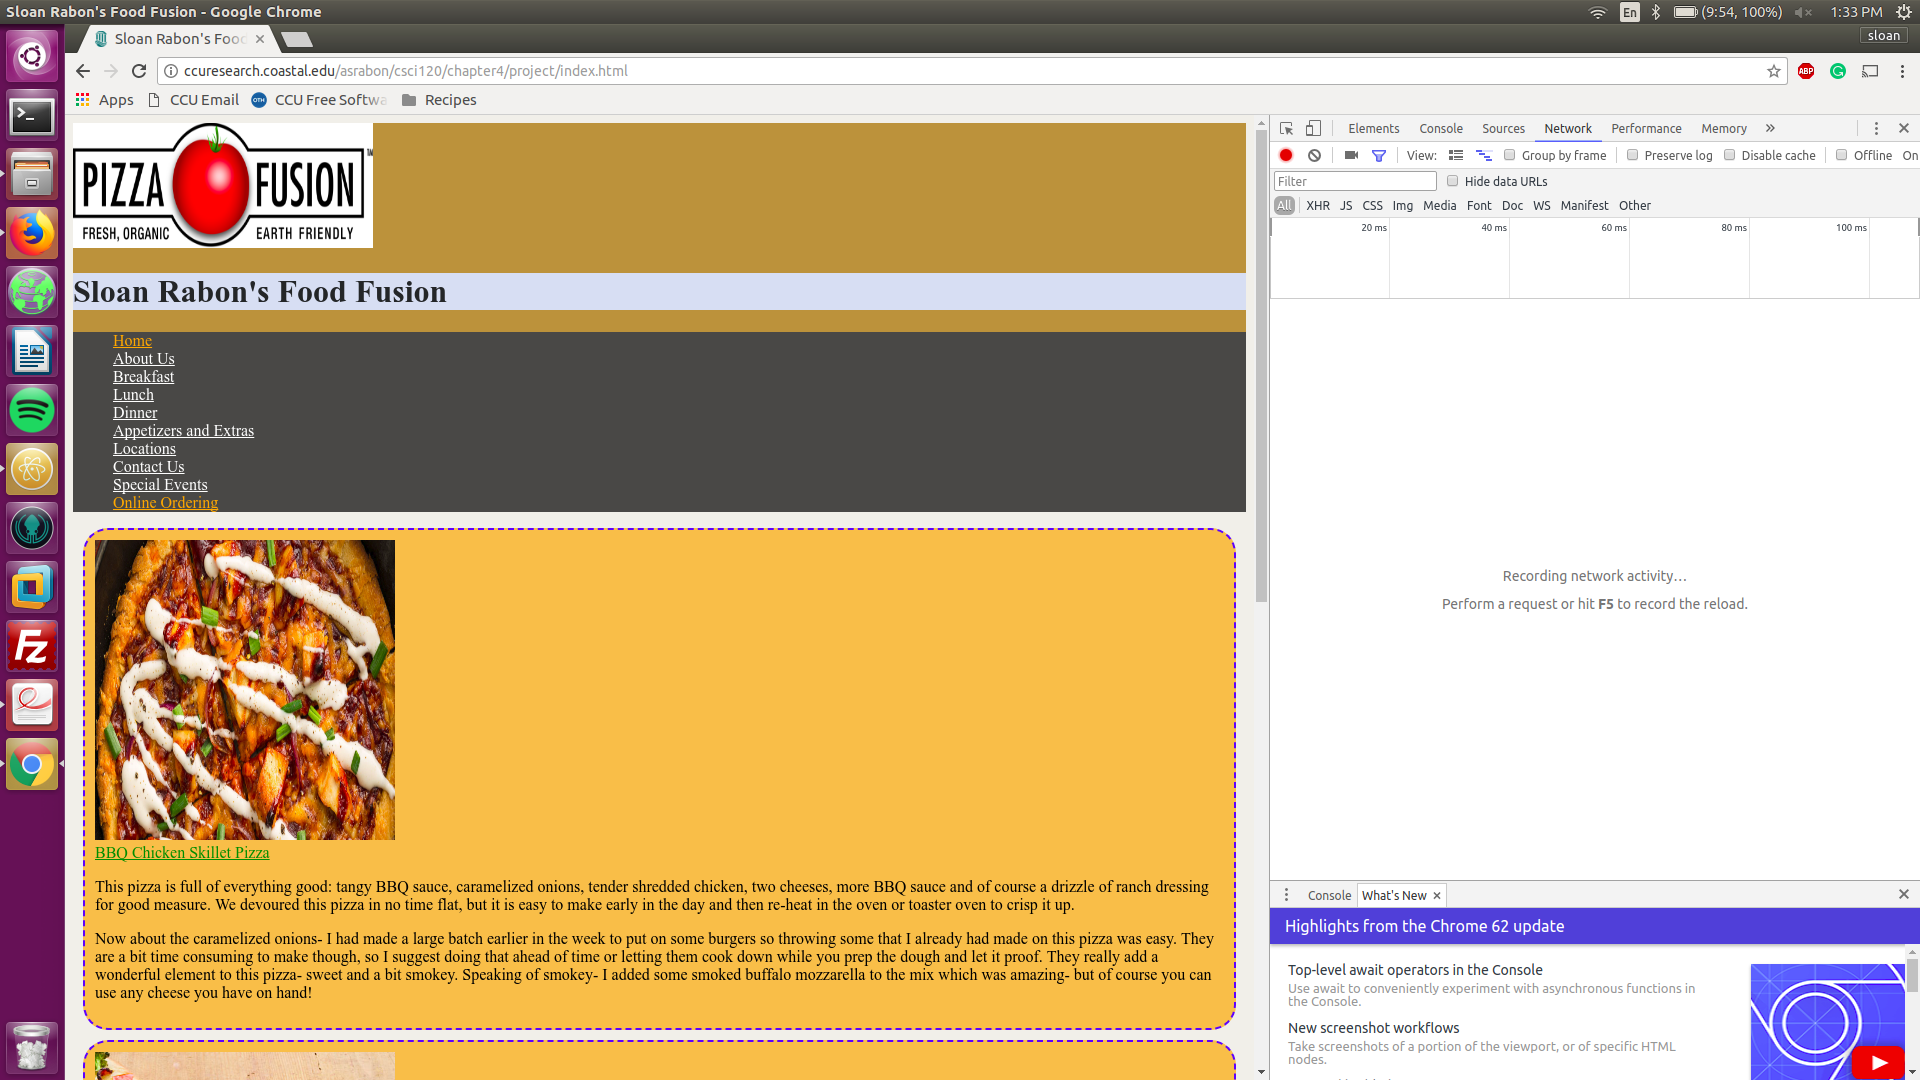 Sloan Rabon's Food Fusion - Google Chrome
En
(9:54, 100%)
1:33 PM
Sloan Rabon's Food
sloan
ccuresearch.coastal.edu/asrabon/csci120/chapter4/project/index.html
ABP
Apps
CCU Email
OTH
CCU Free Softwa
Recipes
PIZZA FUSION
TM
FRESH, ORGANIC EARTH FRIENDLY
Sloan Rabon's Food Fusion
Home
About Us
Breakfast
Lunch
Dinner
Appetizers and Extras
Locations
Contact Us
Special Events
Online Ordering
BBQ Chicken Skillet Pizza
This pizza is full of everything good: tangy BBQ sauce, caramelized onions, tender shredded chicken, two cheeses, more BBQ sauce and of course a drizzle of ranch dressing
for good measure. We devoured this pizza in no time flat, but it is easy to make early in the day and then re-heat in the oven or toaster oven to crisp it up.
Now about the caramelized onions- I had made a large batch earlier in the week to put on some burgers so throwing some that I already had made on this pizza was easy. They
are a bit time consuming to make though, so I suggest doing that ahead of time or letting them cook down while you prep the dough and let it proof. They really add a
wonderful element to this pizza- sweet and a bit smokey. Speaking of smokey- I added some smoked buffalo mozzarella to the mix which was amazing- but of course you can
use any cheese you have on hand!
Elements Console Sources Network Performance Memory »
View: Group by frame Preserve log Disable cache Offline On
Filter Hide data URLs
All XHR JS CSS Img Media Font Doc WS Manifest Other
20 ms 40 ms 60 ms 80 ms 100 ms
Recording network activity…
Perform a request or hit F5 to record the reload.
Console What's New
Highlights from the Chrome 62 update
Top-level await operators in the Console
Use await to conveniently experiment with asynchronous functions in
the Console.
New screenshot workflows
Take screenshots of a portion of the viewport, or of specific HTML
nodes.